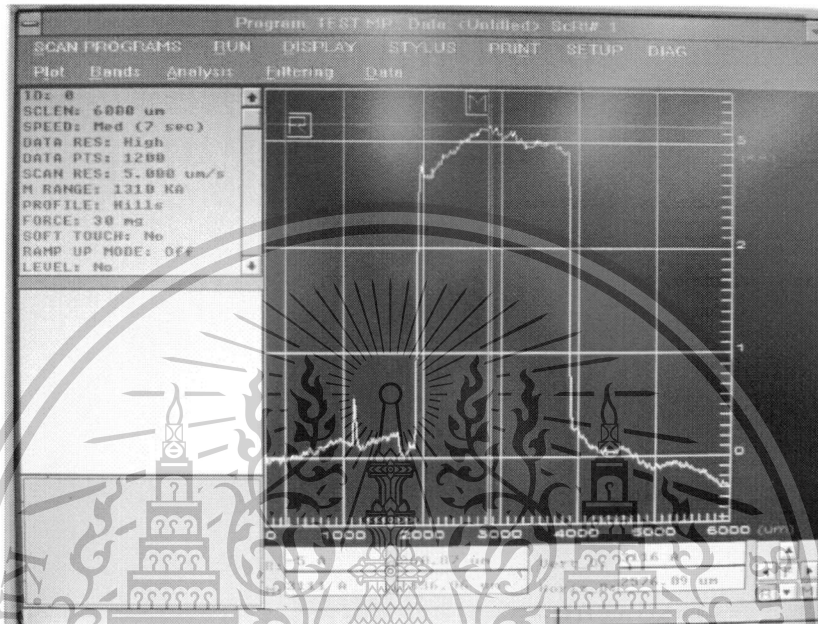 Program TEST.MP Data <Untitled> ScRt# 1
SCAN PROGRAMS RUN DISPLAY STYLUS PRINT SETUP DIAG
Plot Bands Analysis Filtering Data
ID: 0
SCLEN: 6000 um
SPEED: Med (7 sec)
DATA RES: High
DATA PTS: 1200
SCAN RES: 5.000 um/s
M RANGE: 1310 KA
PROFILE: Hills
FORCE: 30 mg
SOFT TOUCH: No
RAMP UP MODE: Off
LEVEL: No
R
M
2
1
0
0 1000 2000 3000 4000 5000 6000 (um)
2526.89 um